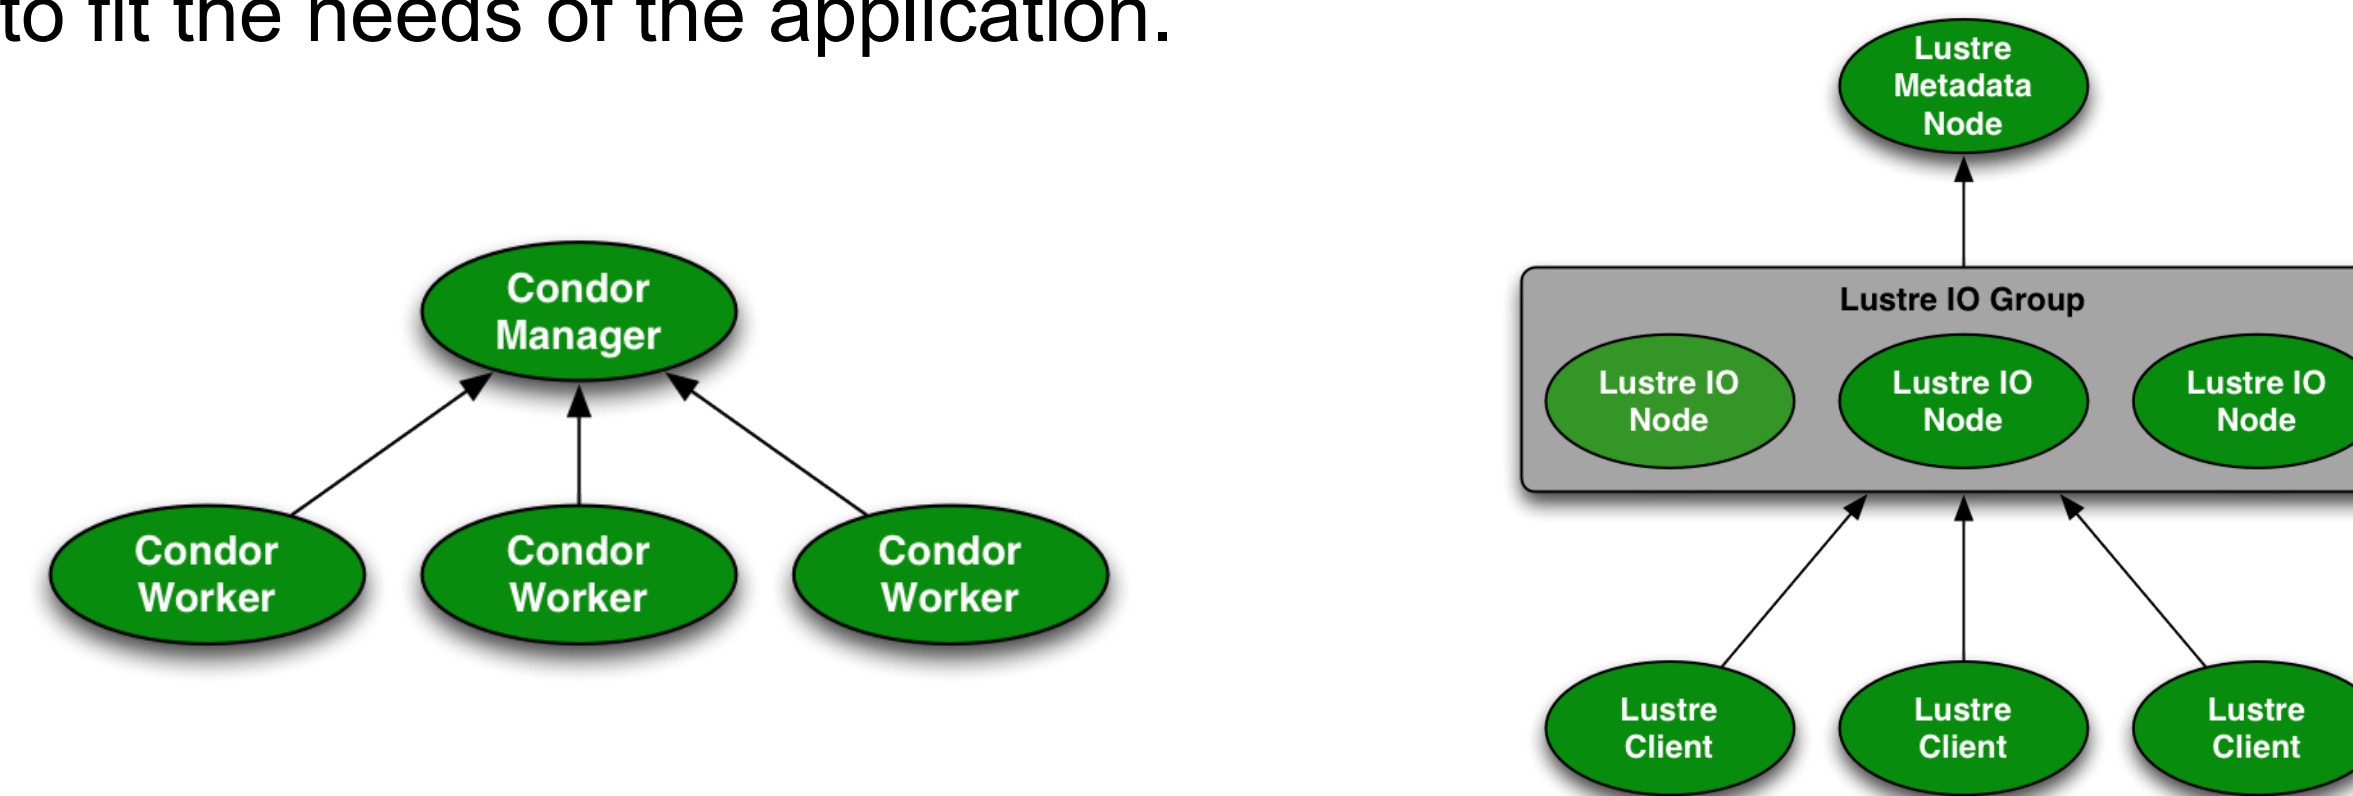 to fit the needs of the application.
Condor
Manager
Condor
Worker
Condor
Worker
Condor
Worker
Lustre
Metadata
Node
Lustre IO Group
Lustre IO
Node
Lustre IO
Node
Lustre IO
Node
Lustre
Client
Lustre
Client
Lustre
Client